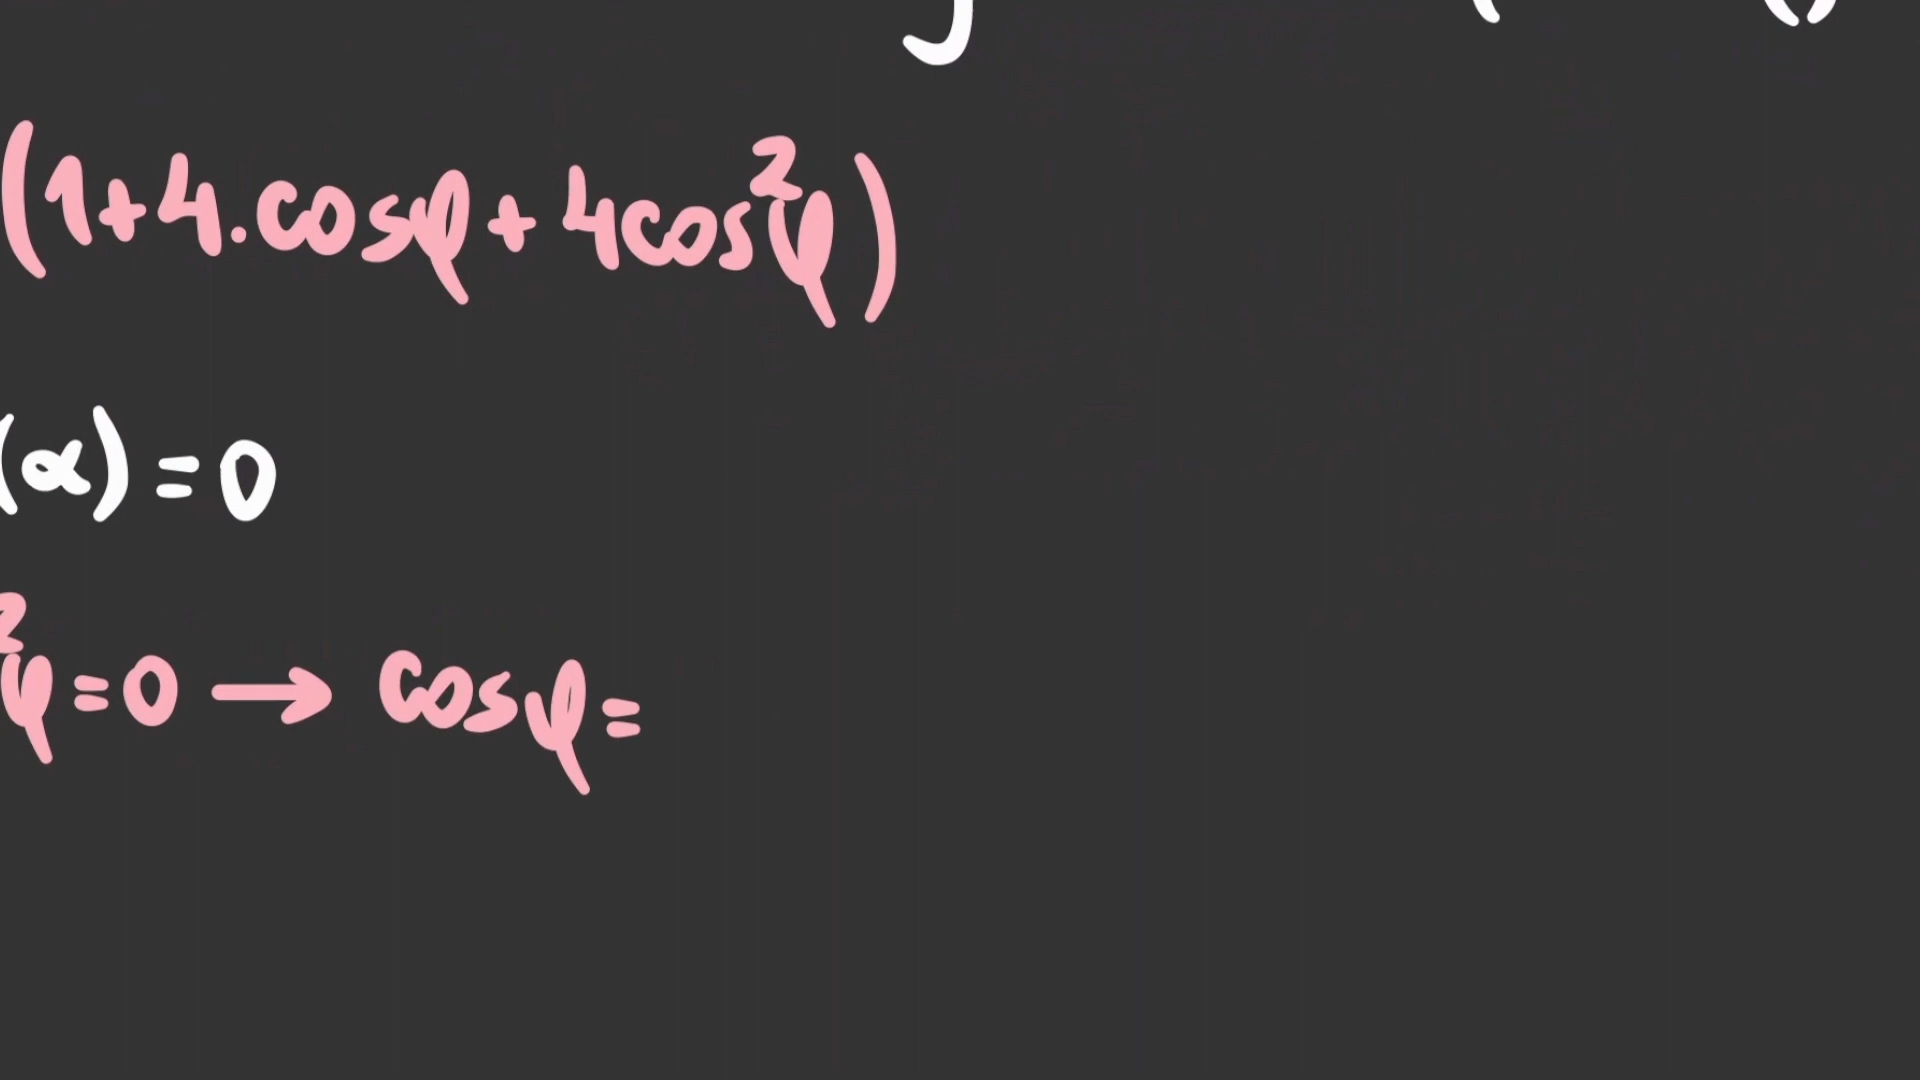 (1+4.cosφ+4cos²φ)
(α)=0
²φ=0 → cosφ=